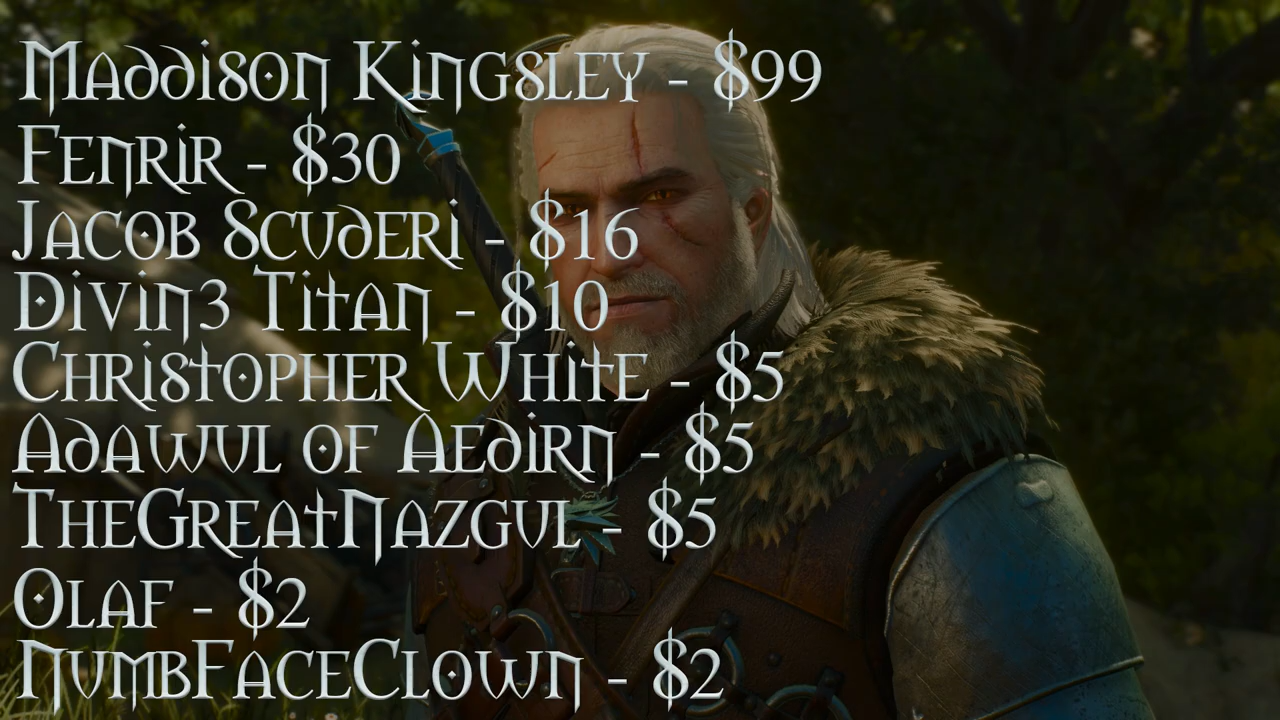 Maddison Kingsley - $99
Fenrir - $30
Jacob Scuderi - $16
Divin3 Titan - $10
Christopher White - $5
Adawul of Aedirn - $5
TheGreatNazgul - $5
Olaf - $2
NumbFaceClown - $2